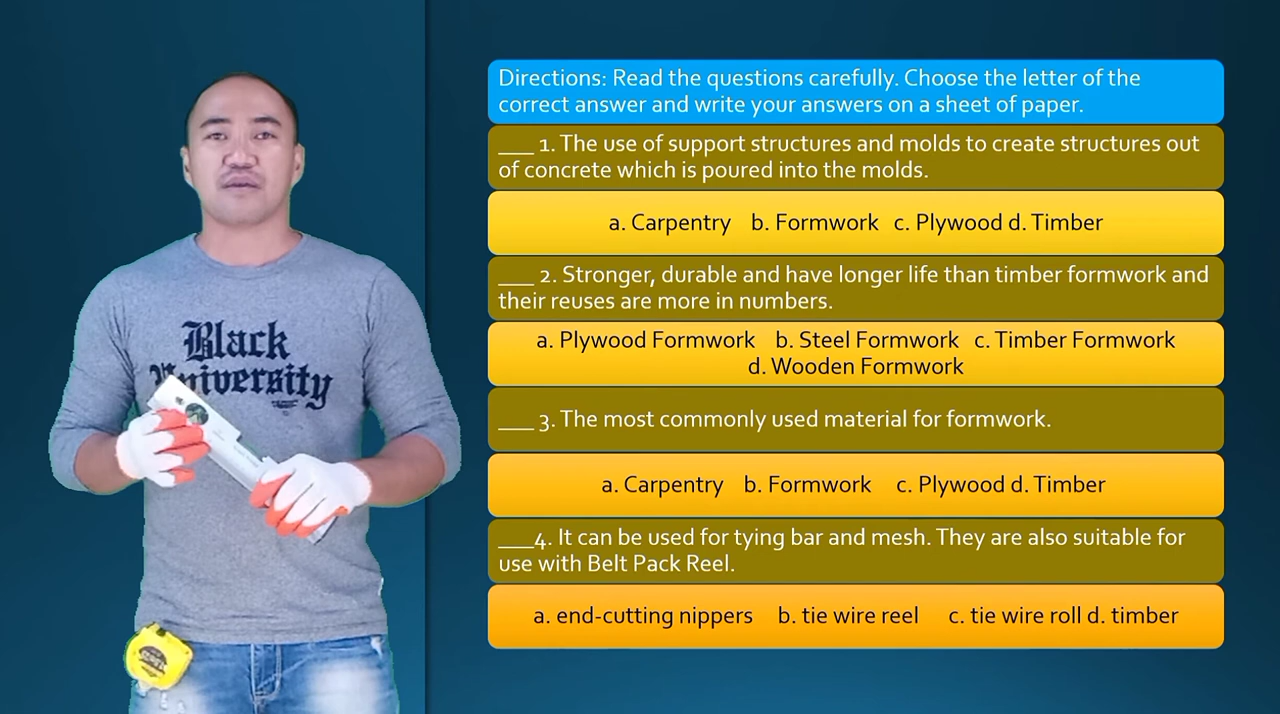 Black
University
Directions: Read the questions carefully. Choose the letter of the
correct answer and write your answers on a sheet of paper.
___ 1. The use of support structures and molds to create structures out
of concrete which is poured into the molds.
a. Carpentry b. Formwork c. Plywood d. Timber
___ 2. Stronger, durable and have longer life than timber formwork and
their reuses are more in numbers.
a. Plywood Formwork b. Steel Formwork c. Timber Formwork
d. Wooden Formwork
___ 3. The most commonly used material for formwork.
a. Carpentry b. Formwork c. Plywood d. Timber
___4. It can be used for tying bar and mesh. They are also suitable for
use with Belt Pack Reel.
a. end-cutting nippers b. tie wire reel c. tie wire roll d. timber